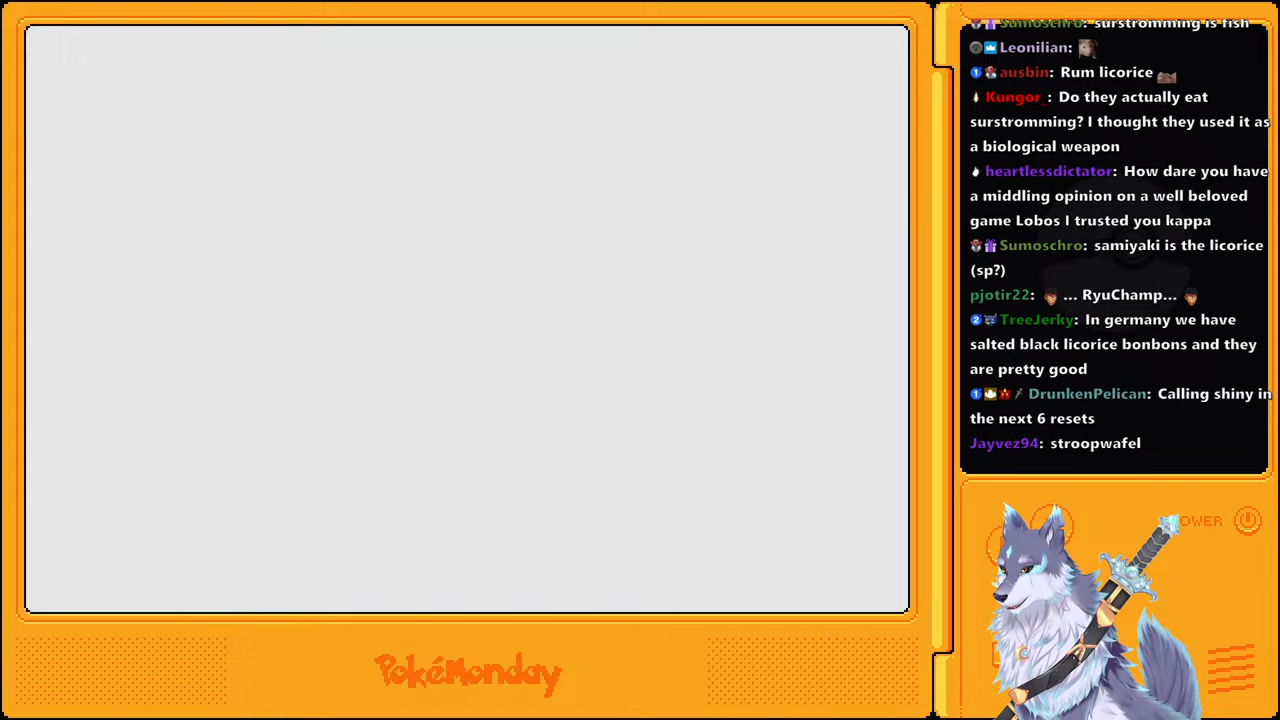 Sumoschro: surstromming is fish
Leonilian:
ausbin: Rum licorice
Kungor_: Do they actually eat
surstromming? I thought they used it as
a biological weapon
heartlessdictator: How dare you have
a middling opinion on a well beloved
game Lobos I trusted you kappa
Sumoschro: samiyaki is the licorice
(sp?)
pjotir22: ... RyuChamp...
TreeJerky: In germany we have
salted black licorice bonbons and they
are pretty good
DrunkenPelican: Calling shiny in
the next 6 resets
Jayvez94: stroopwafel
OWER
PokéMonday